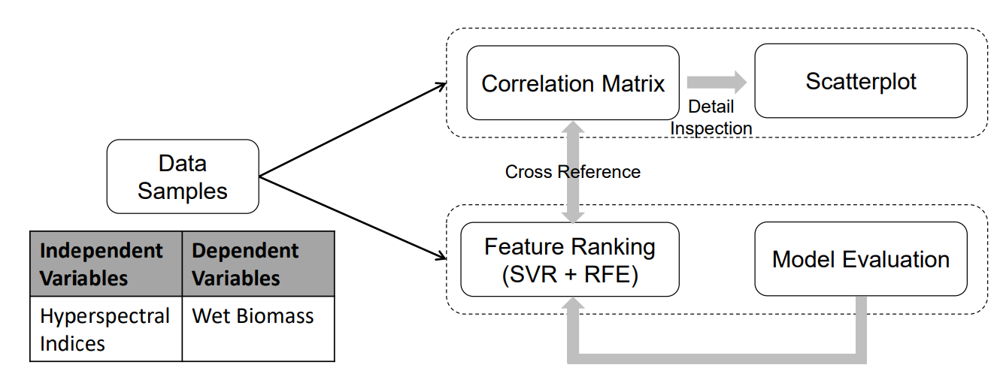 Correlation Matrix
Scatterplot
Detail
Inspection
Data
Samples
Cross Reference
Feature Ranking
(SVR + RFE)
Model Evaluation
Independent
Variables
Dependent
Variables
Hyperspectral
Indices
Wet Biomass